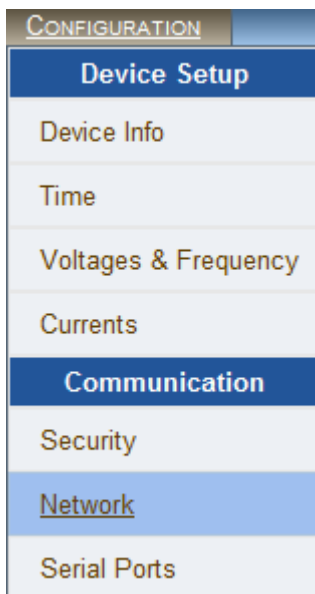 CONFIGURATION
Device Setup
Device Info
Time
Voltages & Frequency
Currents
Communication
Security
Network
Serial Ports